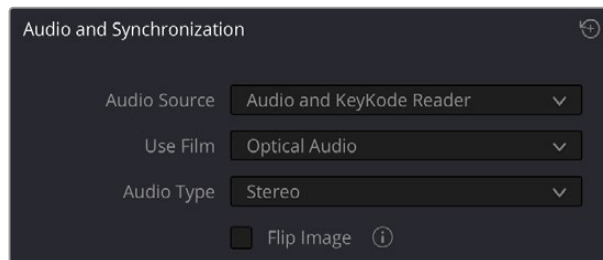 Audio and Synchronization
Audio Source Audio and KeyKode Reader
Use Film Optical Audio
Audio Type Stereo
Flip Image